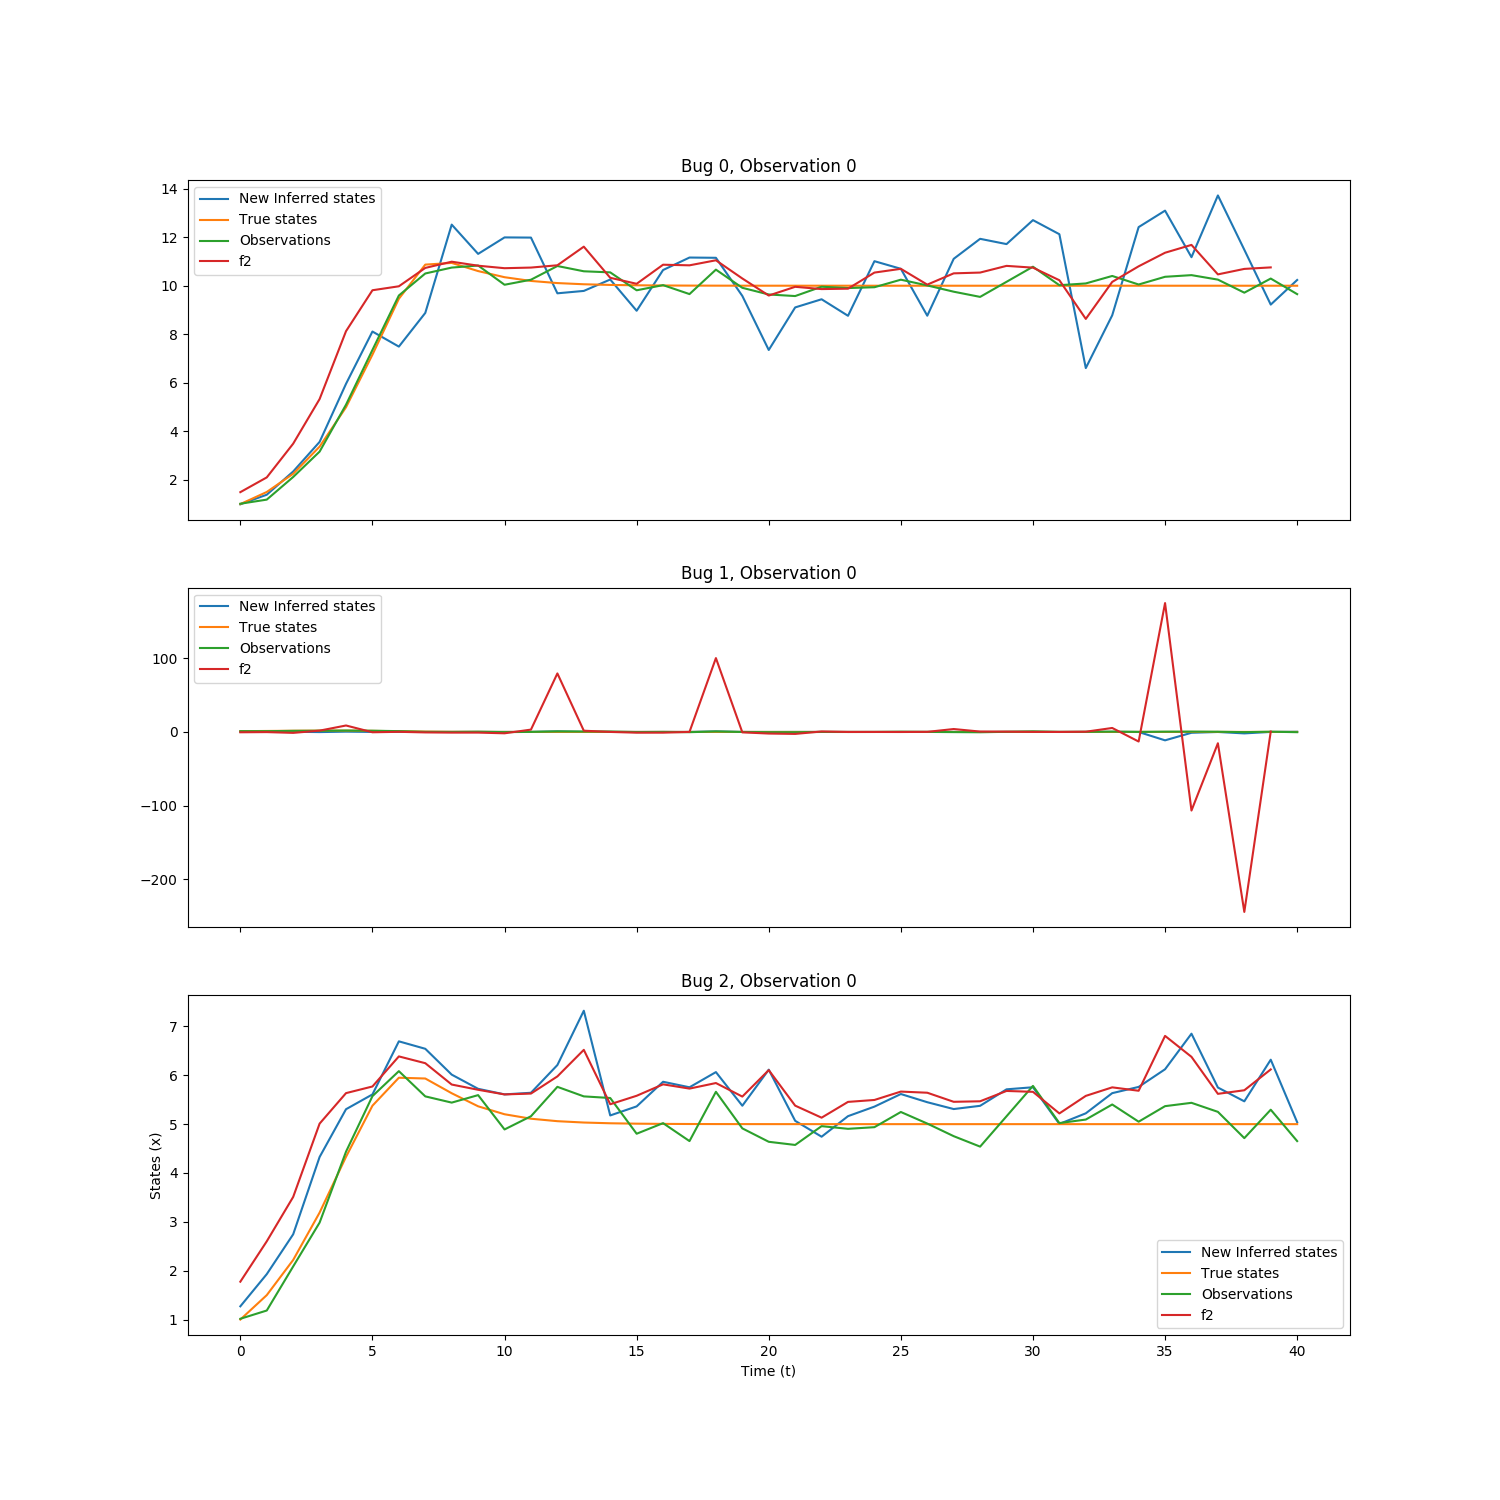 Bug 0, Observation 0
14
12
10
8
6
4
2
New Inferred states
True states
Observations
f2
Bug 1, Observation 0
100
0
−100
−200
New Inferred states
True states
Observations
f2
Bug 2, Observation 0
7
6
5
4
3
2
1
States (x)
New Inferred states
True states
Observations
f2
0 5 10 15 20 25 30 35 40
Time (t)